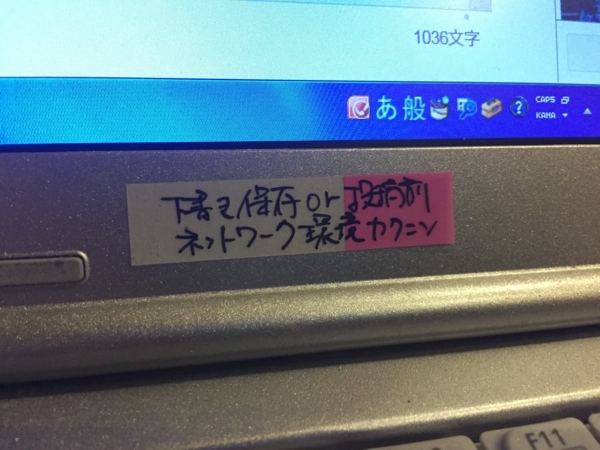 1036文字
あ 般 CAPS
KANA
下書き保存or投稿前
ネットワーク環境カクニン
F11